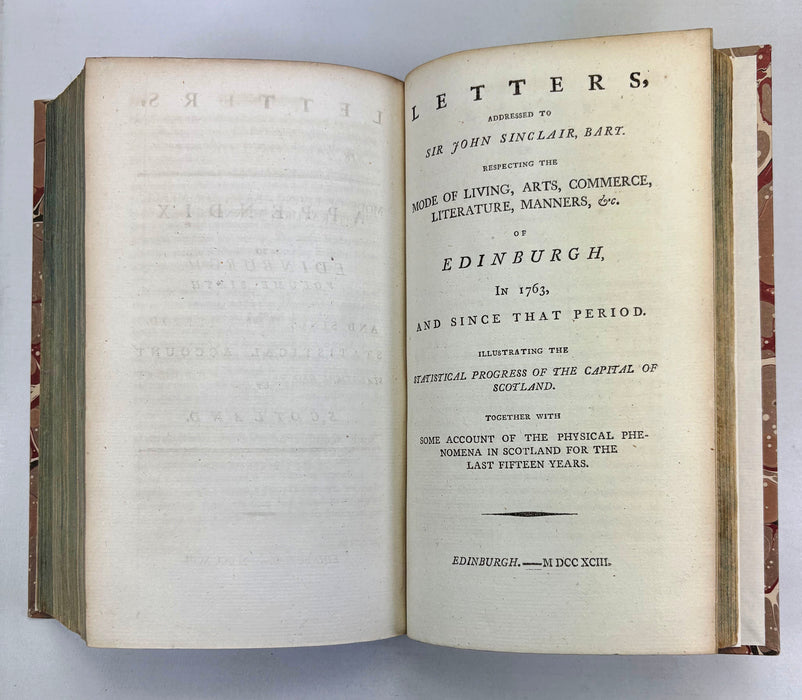 LETTERS,
ADDRESSED TO
SIR JOHN SINCLAIR, BART.
RESPECTING THE
MODE OF LIVING, ARTS, COMMERCE,
LITERATURE, MANNERS, &c.
OF
EDINBURGH,
IN 1763,
AND SINCE THAT PERIOD.
ILLUSTRATING THE
STATISTICAL PROGRESS OF THE CAPITAL OF
SCOTLAND.
TOGETHER WITH
SOME ACCOUNT OF THE PHYSICAL PHE-
NOMENA IN SCOTLAND FOR THE
LAST FIFTEEN YEARS.
EDINBURGH.—M DCC XCIII.